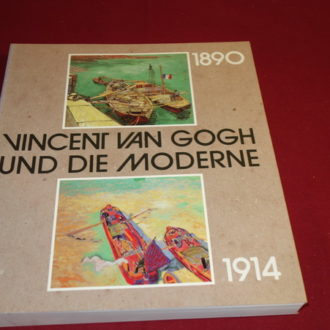 1890
VINCENT VAN GOGH
UND DIE MODERNE
1914